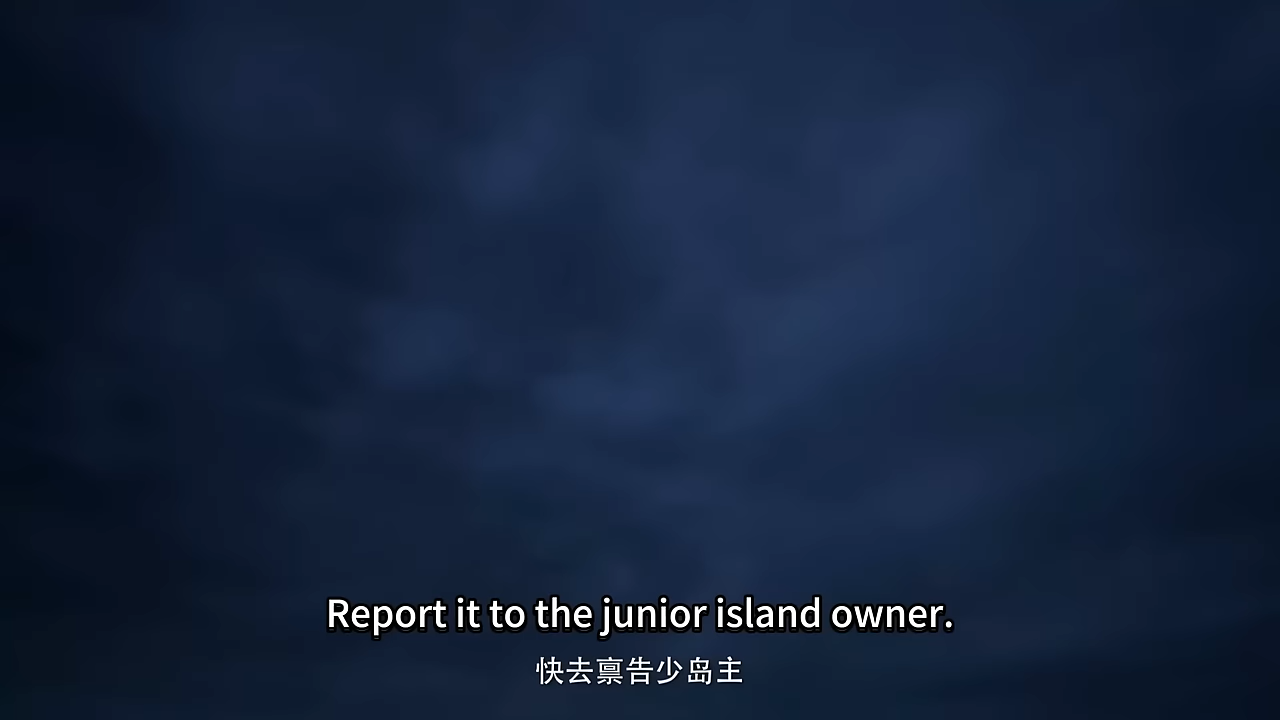 Report it to the junior island owner.
快去禀告少岛主